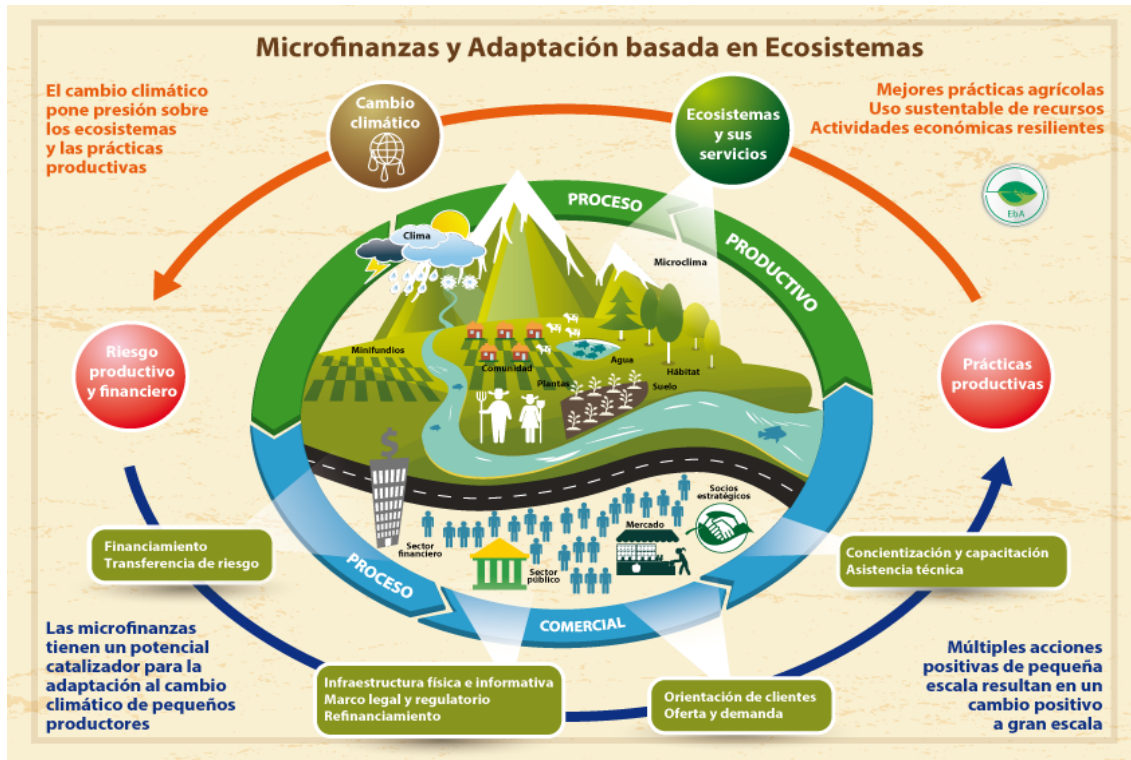 Microfinanzas y Adaptación basada en Ecosistemas
El cambio climático
pone presión sobre
los ecosistemas
y las prácticas
productivas
Cambio
climático
Ecosistemas
y sus
servicios
Mejores prácticas agrícolas
Uso sustentable de recursos
Actividades económicas resilientes
EbA
PROCESO
PRODUCTIVO
Clima
Microclima
Riesgo
productivo
y financiero
Minifundios
Comunidad
Agua
Hábitat
Plantas
Suelo
Prácticas
productivas
$
Socios
estratégicos
Mercado
Sector
financiero
Sector
público
Financiamiento
Transferencia de riesgo
Concientización y capacitación
Asistencia técnica
PROCESO
COMERCIAL
Las microfinanzas
tienen un potencial
catalizador para la
adaptación al cambio
climático de pequeños
productores
Infraestructura física e informativa
Marco legal y regulatorio
Refinanciamiento
Orientación de clientes
Oferta y demanda
Múltiples acciones
positivas de pequeña
escala resultan en un
cambio positivo
a gran escala